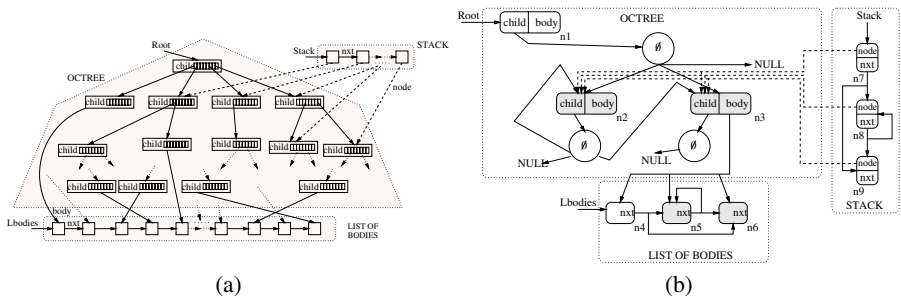 Root
Stack
nxt
STACK
OCTREE
child
node
child
child
child
child
child
child
child
child
child
child
child
child
body
Lbodies
nxt
LIST OF
BODIES
(a)
Root
child
body
n1
OCTREE
Ø
NULL
child
body
n2
child
body
n3
Ø
NULL
Ø
NULL
Lbodies
nxt
n4
nxt
n5
nxt
n6
LIST OF BODIES
Stack
node
nxt
n7
node
nxt
n8
node
nxt
n9
STACK
(b)